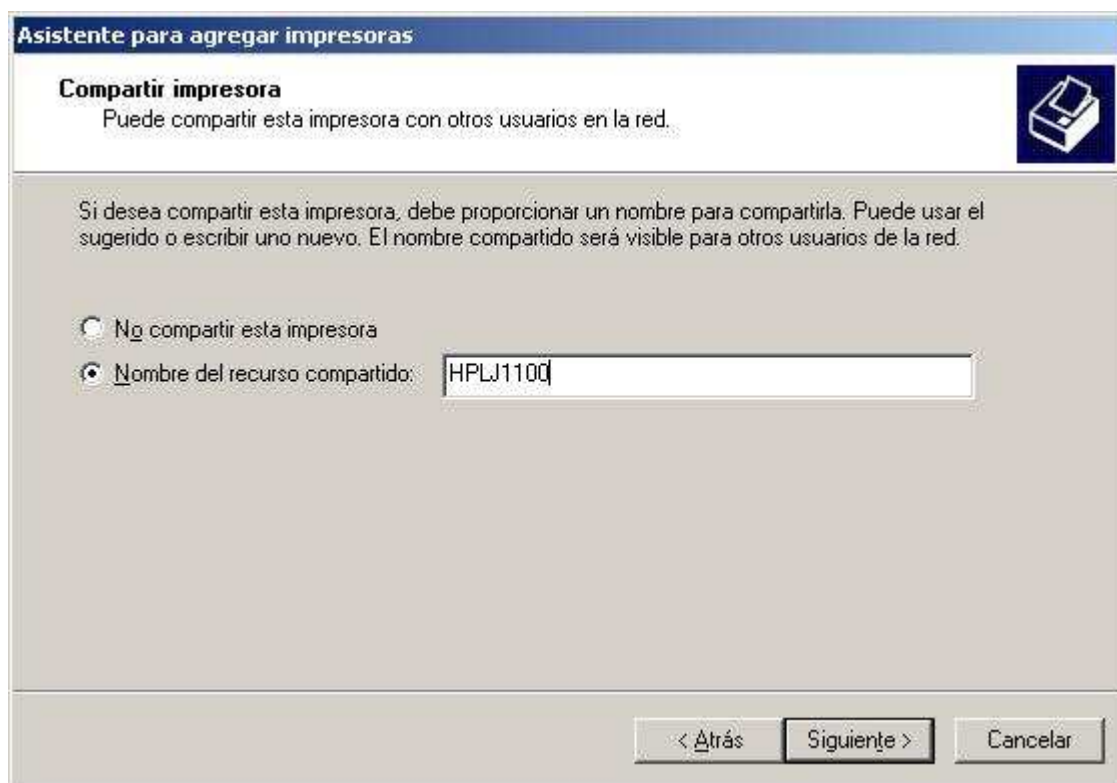 Asistente para agregar impresoras
Compartir impresora
Puede compartir esta impresora con otros usuarios en la red.
Si desea compartir esta impresora, debe proporcionar un nombre para compartirla. Puede usar el
sugerido o escribir uno nuevo. El nombre compartido será visible para otros usuarios de la red.
No compartir esta impresora
Nombre del recurso compartido: HPLJ1100
< Atrás Siguiente > Cancelar